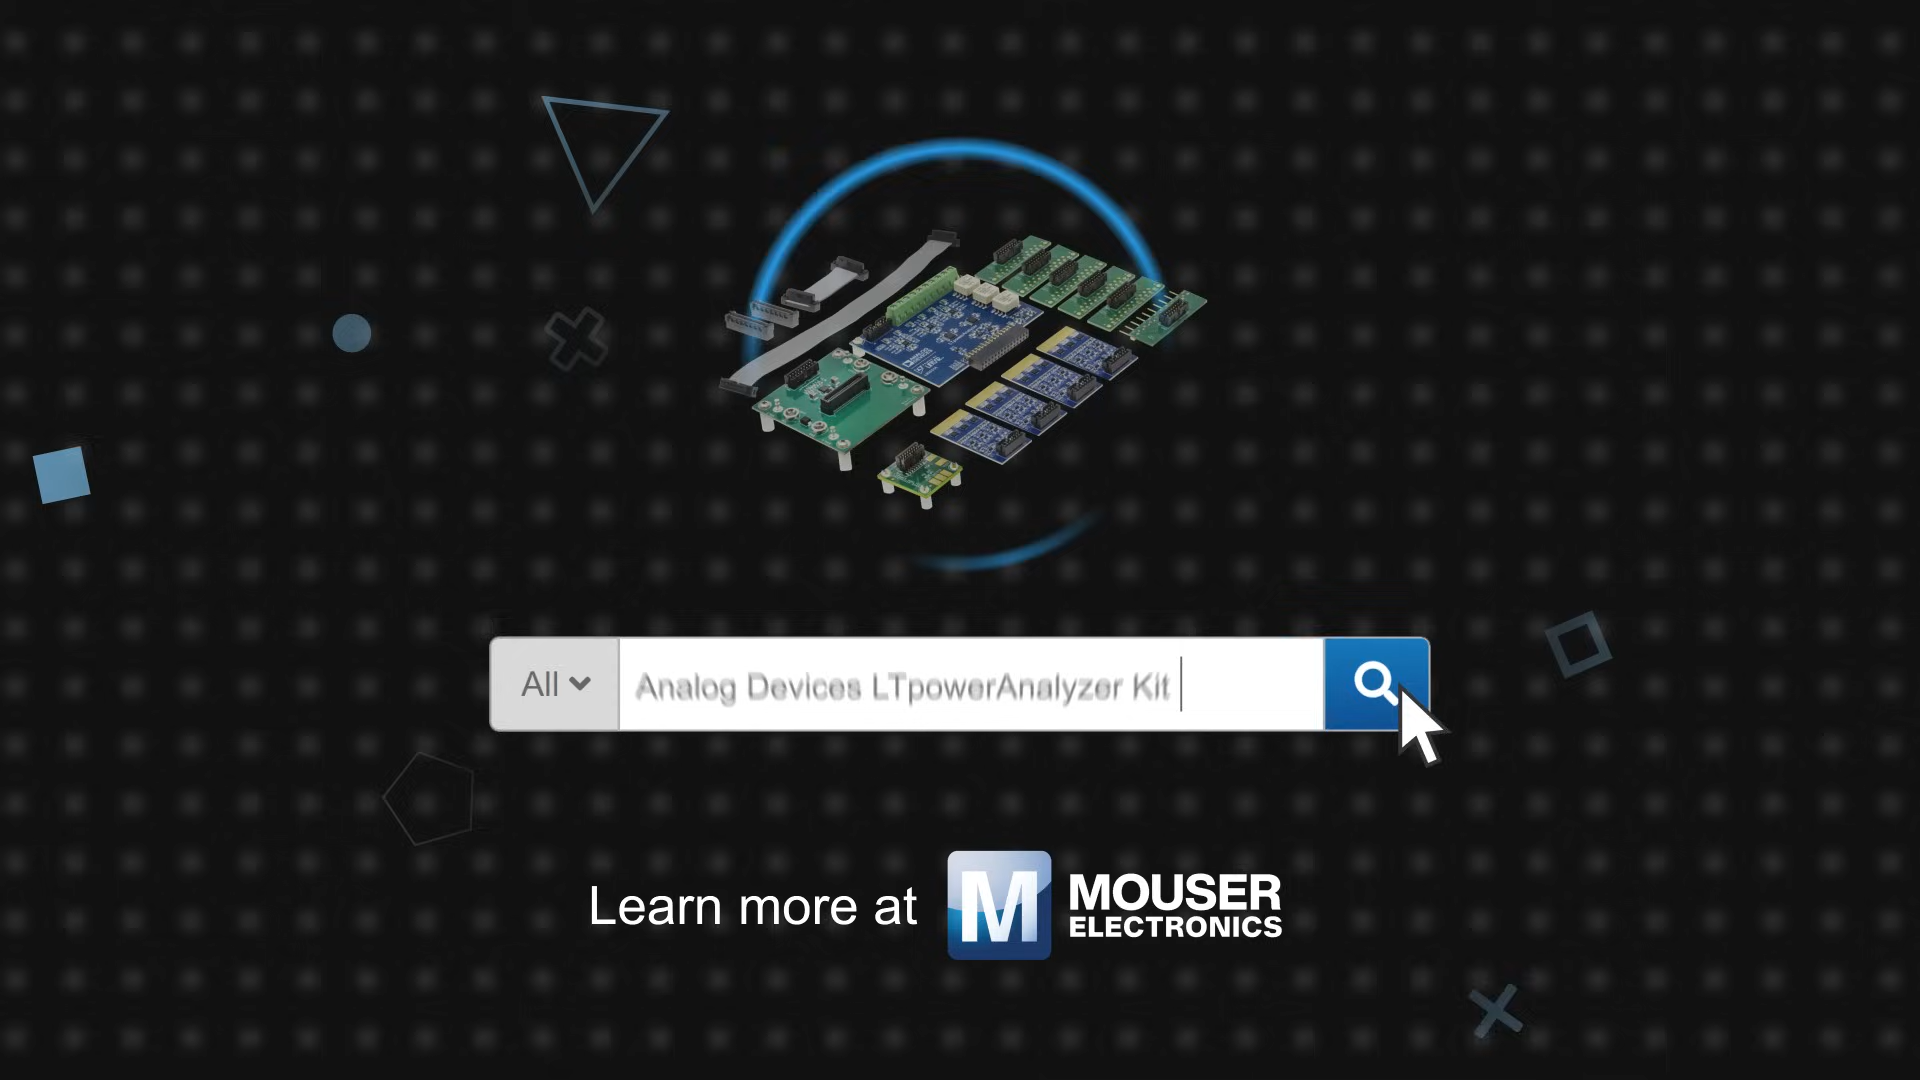 All
Analog Devices LTpowerAnalyzer Kit
Learn more at
M
MOUSER
ELECTRONICS